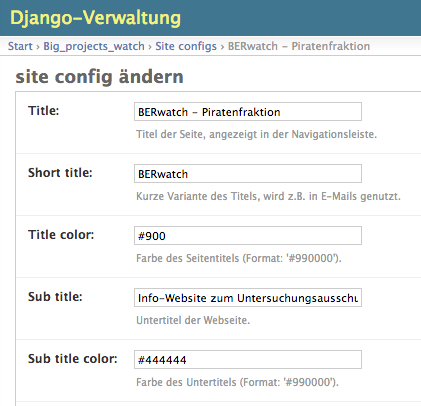 Django-Verwaltung
Start › Big_projects_watch › Site configs › BERwatch – Piratenfraktion
site config ändern
Title: BERwatch – Piratenfraktion
Titel der Seite, angezeigt in der Navigationsleiste.
Short title: BERwatch
Kurze Variante des Titels, wird z.B. in E-Mails genutzt.
Title color: #900
Farbe des Seitentitels (Format: '#990000').
Sub title: Info-Website zum Untersuchungsausschu
Untertitel der Webseite.
Sub title color: #444444
Farbe des Untertitels (Format: '#990000').